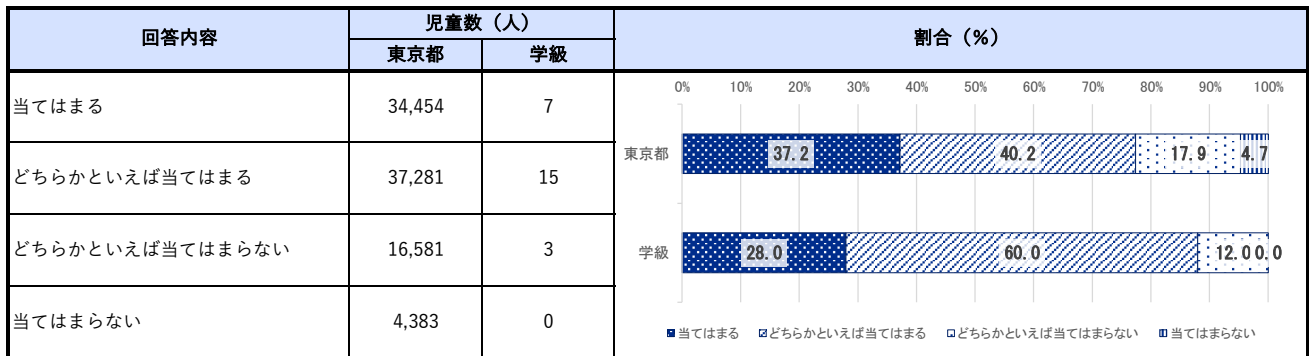 回答内容 児童数（人） 割合（％）
東京都 学級
当てはまる 34,454 7
どちらかといえば当てはまる 37,281 15
どちらかといえば当てはまらない 16,581 3
当てはまらない 4,383 0
0% 10% 20% 30% 40% 50% 60% 70% 80% 90% 100%
東京都 37.2 40.2 17.9 4.7
学級 28.0 60.0 12.0 0.0
当てはまる どちらかといえば当てはまる どちらかといえば当てはまらない 当てはまらない